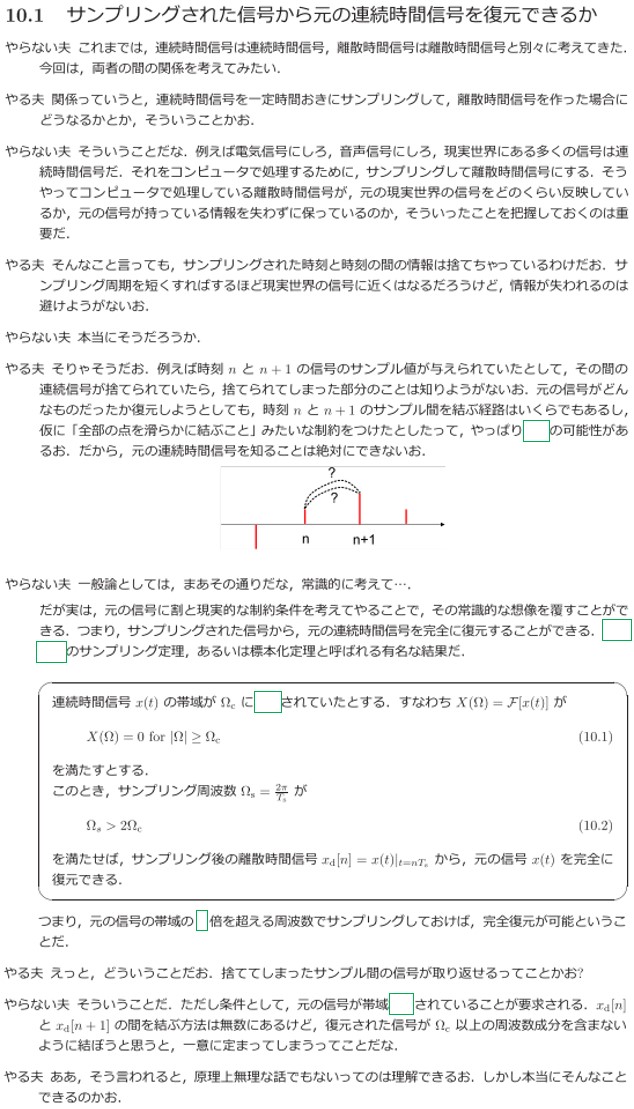 10.1 サンプリングされた信号から元の連続時間信号を復元できるか
やらない夫 これまでは，連続時間信号は連続時間信号，離散時間信号は離散時間信号と別々に考えてきた．
今回は，両者の間の関係を考えてみたい．
やる夫 関係っていうと，連続時間信号を一定時間おきにサンプリングして，離散時間信号を作った場合に
どうなるかとか，そういうことかお．
やらない夫 そういうことだな．例えば電気信号にしろ，音声信号にしろ，現実世界にある多くの信号は連
続時間信号だ．それをコンピュータで処理するために，サンプリングして離散時間信号にする．そう
やってコンピュータで処理している離散時間信号が，元の現実世界の信号をどのくらい反映してい
るか，元の信号が持っている情報を失わずに保っているのか，そういったことを把握しておくのは重
要だ．
やる夫 そんなこと言っても，サンプリングされた時刻と時刻の間の情報は捨てちゃっているわけだお．サ
ンプリング周期を短くすればするほど現実世界の信号に近くはなるだろうけど，情報が失われるのは
避けようがないお．
やらない夫 本当にそうだろうか．
やる夫 そりゃそうだお．例えば時刻 n と n + 1 の信号のサンプル値が与えられていたとして，その間の
連続信号が捨てられていたら，捨てられてしまった部分のことは知りようがないお．元の信号がどん
なものだったか復元しようとしても，時刻 n と n + 1 のサンプル間を結ぶ経路はいくらでもあるし，
仮に「全部の点を滑らかに結ぶこと」みたいな制約をつけたとしたって，やっぱり の可能性があ
るお．だから，元の連続時間信号を知ることは絶対にできないお．
?
?
n n+1
やらない夫 一般論としては，まあその通りだな，常識的に考えて…．
だが実は，元の信号に割と現実的な制約条件を考えてやることで，その常識的な想像を覆すことがで
きる．つまり，サンプリングされた信号から，元の連続時間信号を完全に復元することができる．
のサンプリング定理，あるいは標本化定理と呼ばれる有名な結果だ．
連続時間信号 x(t) の帯域が Ωc に されていたとする．すなわち X(Ω) = F[x(t)] が
X(Ω) = 0 for |Ω| ≥ Ωc (10.1)
を満たすとする．
このとき，サンプリング周波数 Ωs = 2π/Ts が
Ωs > 2Ωc (10.2)
を満たせば，サンプリング後の離散時間信号 xd[n] = x(t)|t=nTs から，元の信号 x(t) を完全に
復元できる．
つまり，元の信号の帯域の 倍を超える周波数でサンプリングしておけば，完全復元が可能というこ
とだ．
やる夫 えっと，どういうことだお．捨ててしまったサンプル間の信号が取り返せるってことかお?
やらない夫 そういうことだ．ただし条件として，元の信号が帯域 されていることが要求される．xd[n]
と xd[n + 1] の間を結ぶ方法は無数にあるけど，復元された信号が Ωc 以上の周波数成分を含まない
ように結ぼうと思うと，一意に定まってしまうってことだな．
やる夫 ああ，そう言われると，原理上無理な話でもないってのは理解できるお．しかし本当にそんなこと
できるのかお．